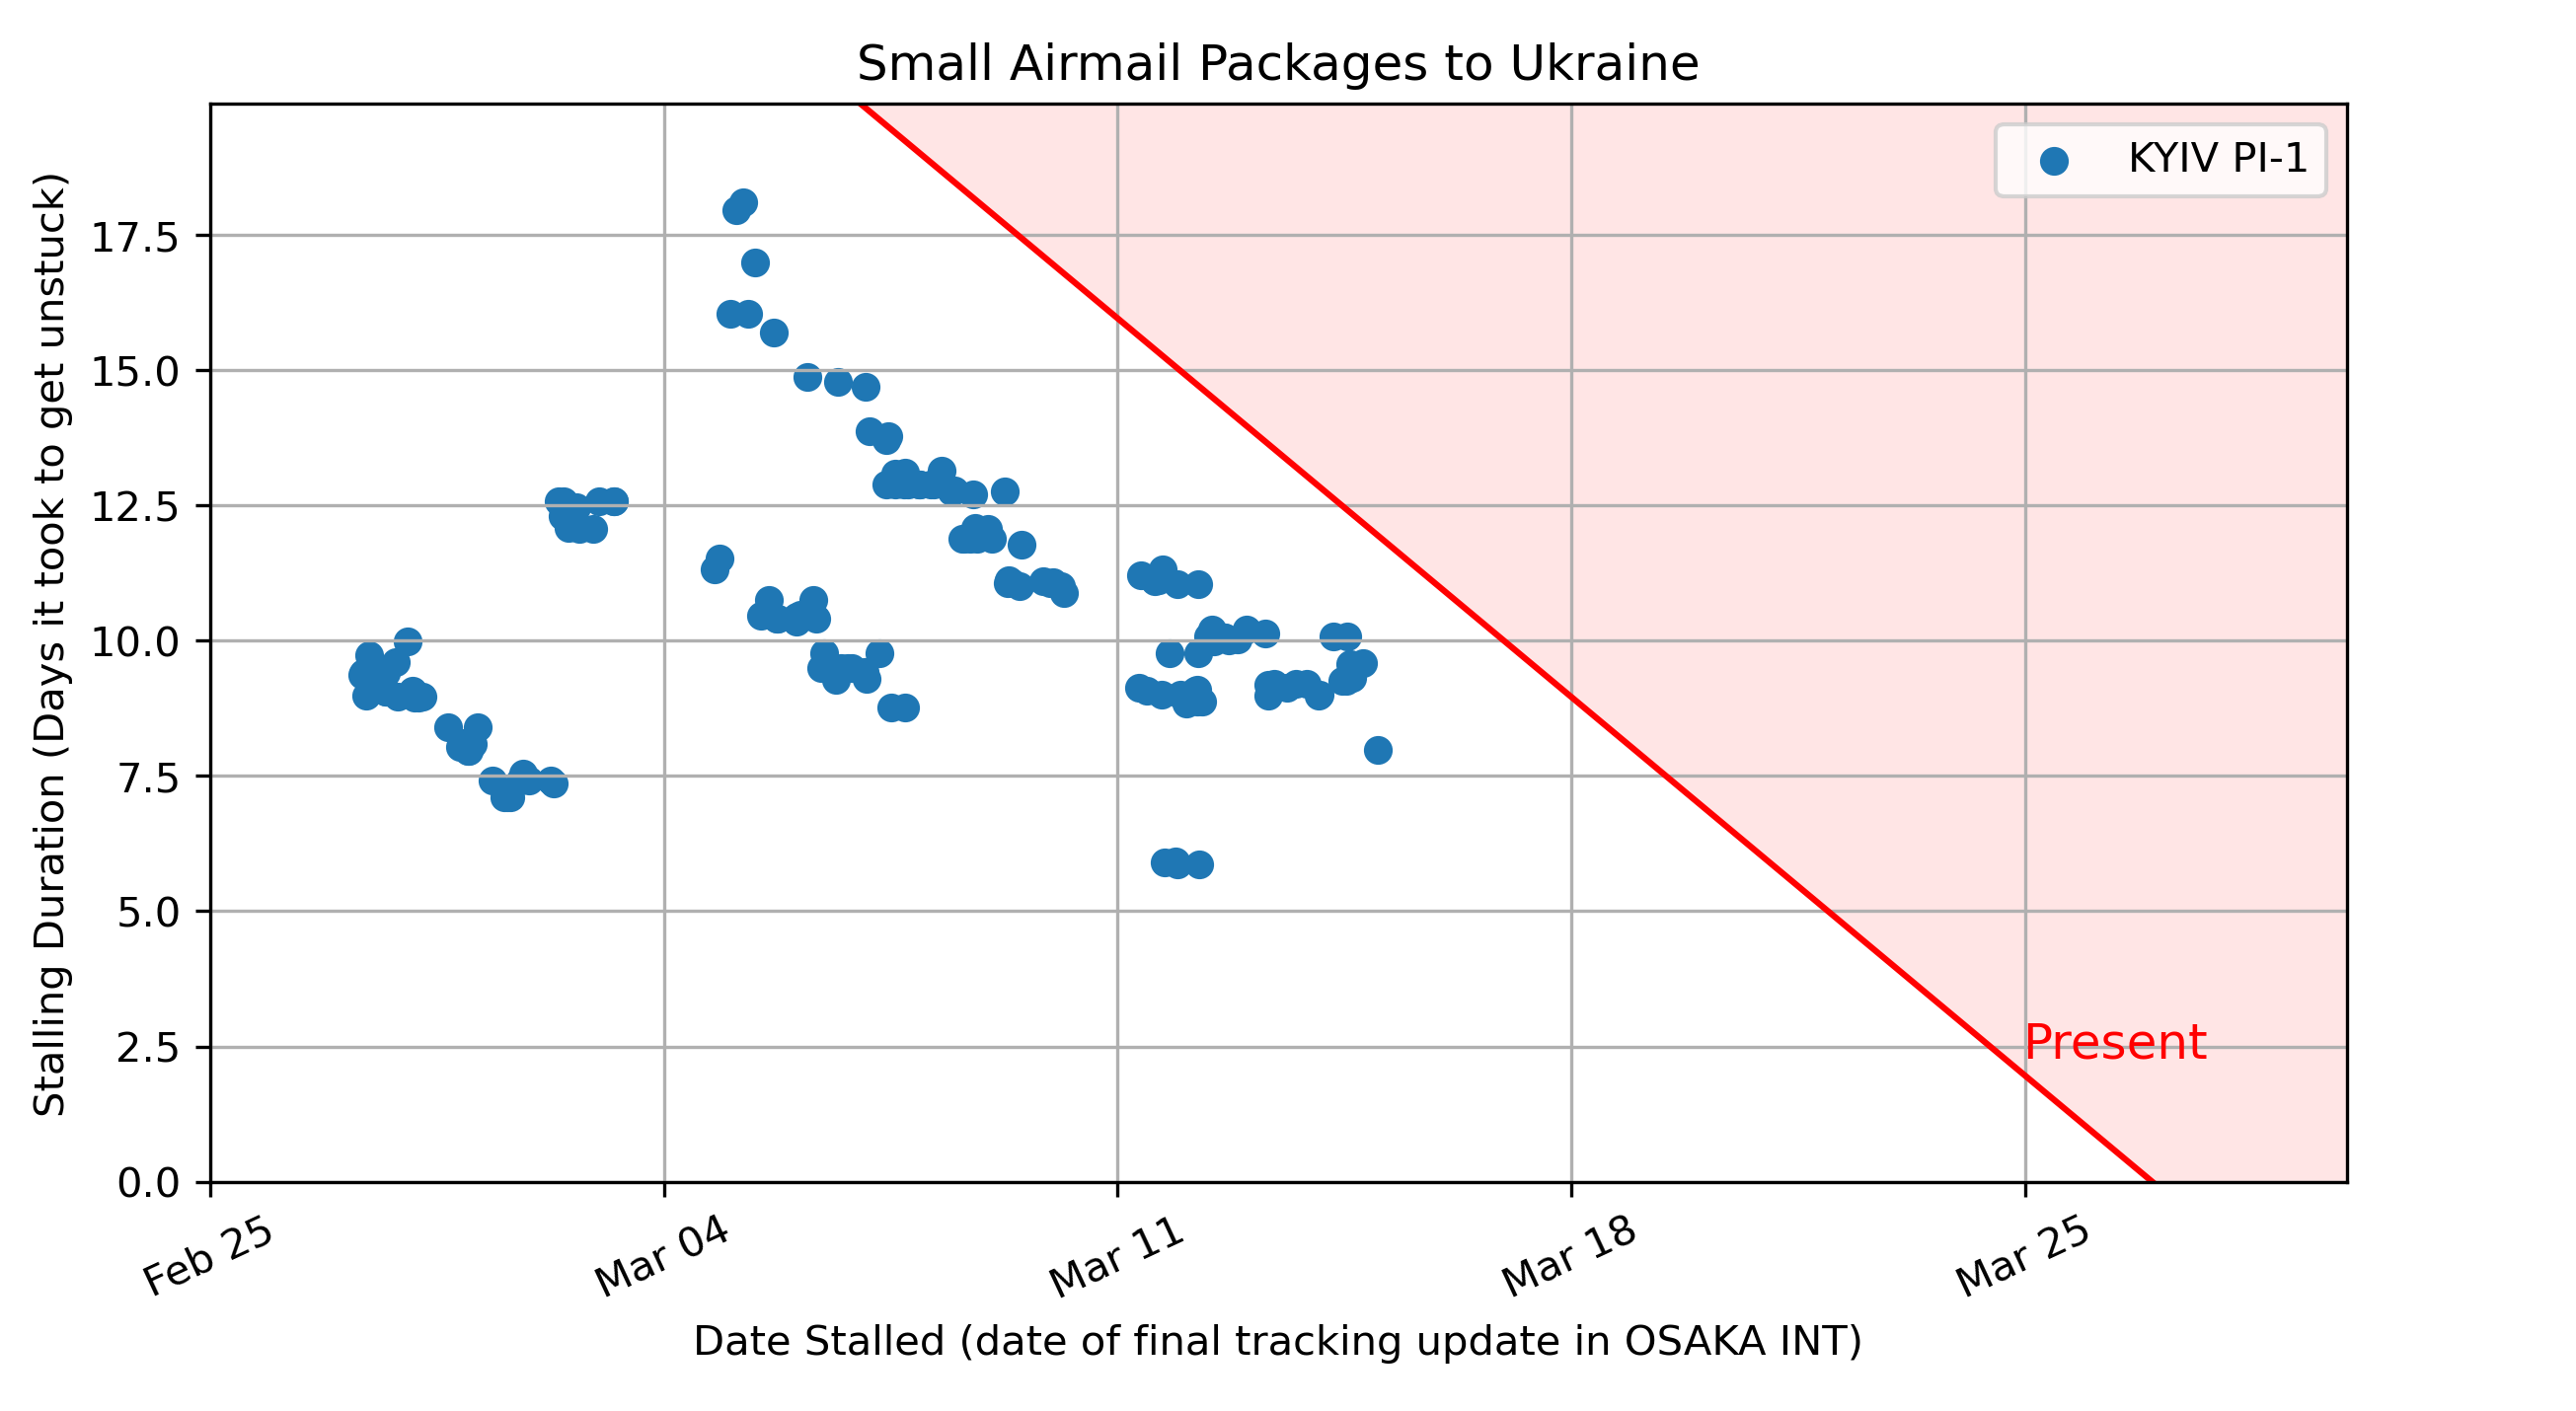 Small Airmail Packages to Ukraine
KYIV PI-1
Stalling Duration (Days it took to get unstuck)
17.5
15.0
12.5
10.0
7.5
5.0
2.5
0.0
Present
Feb 25
Mar 04
Mar 11
Mar 18
Mar 25
Date Stalled (date of final tracking update in OSAKA INT)